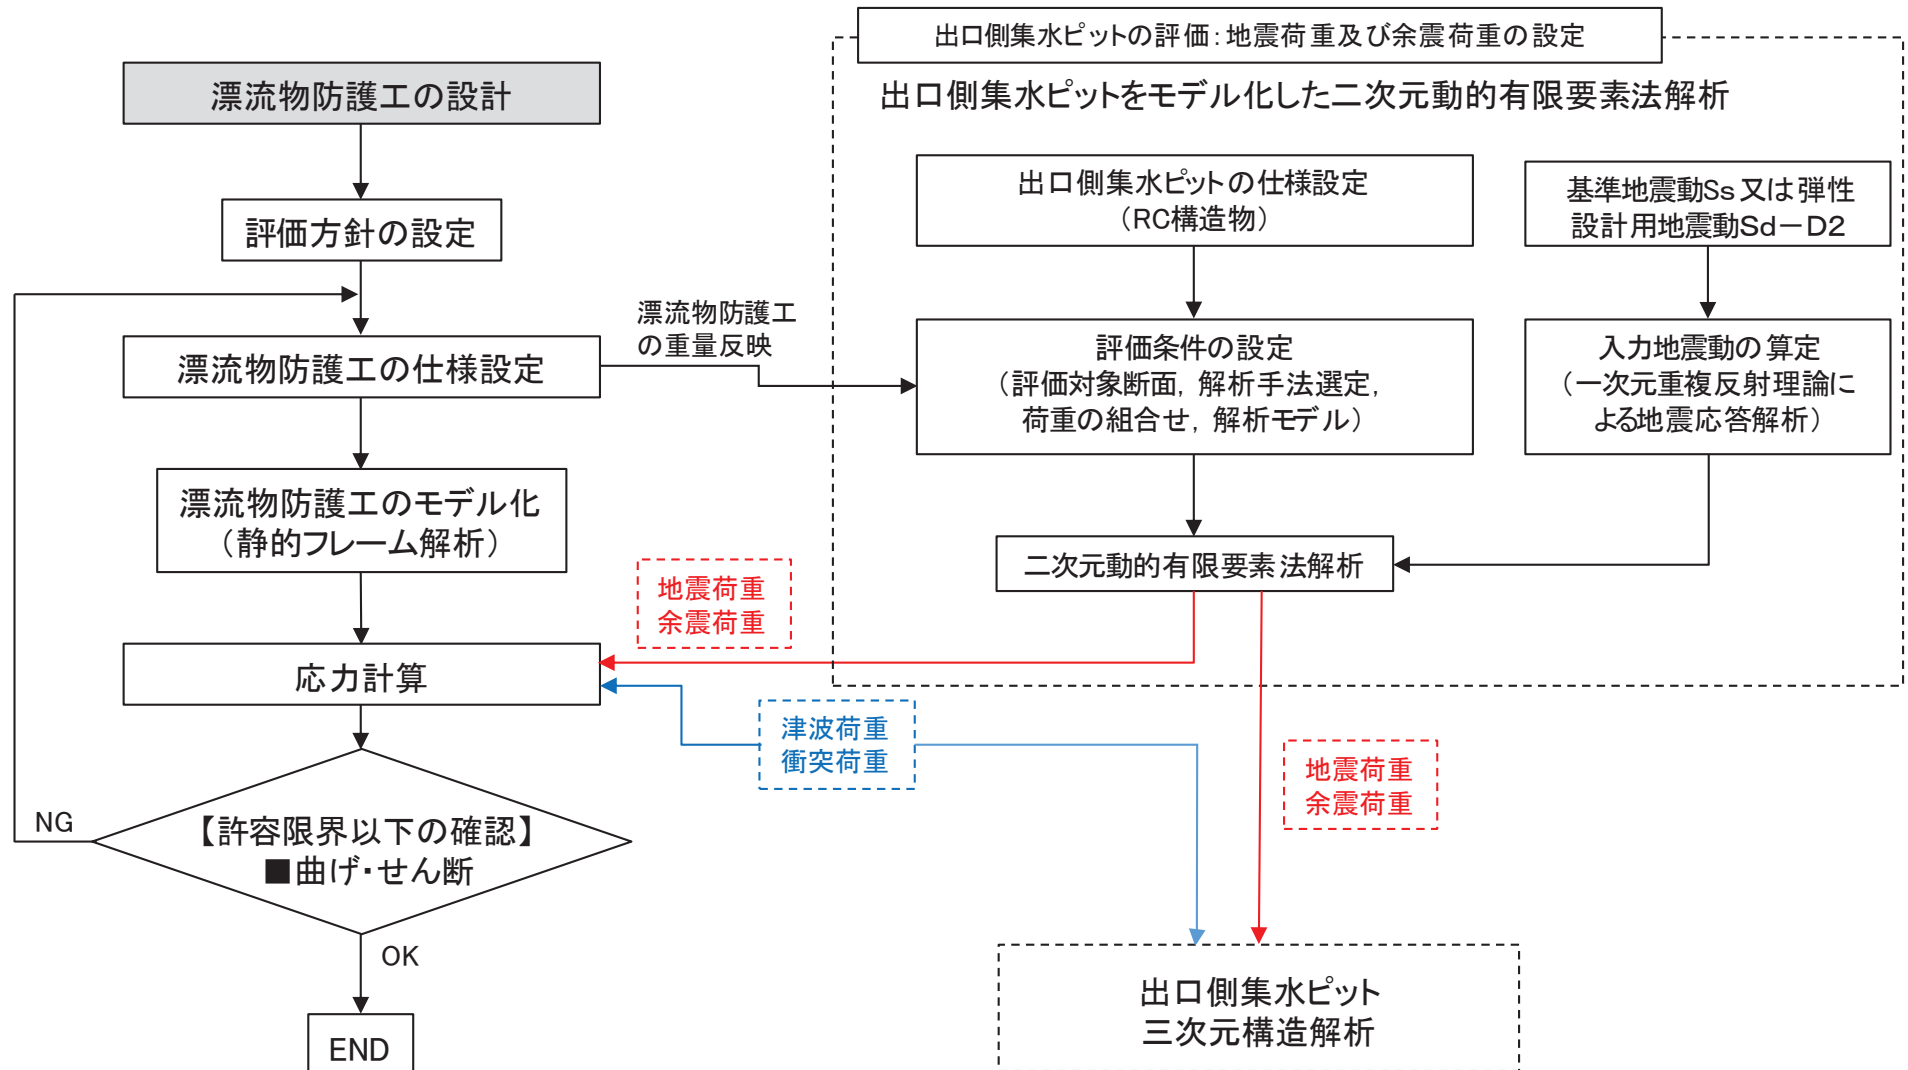 出口側集水ピットの評価：地震荷重及び余震荷重の設定
漂流物防護工の設計
出口側集水ピットをモデル化した二次元動的有限要素法解析
評価方針の設定
出口側集水ピットの仕様設定
（RC構造物）
基準地震動Ss又は弾性
設計用地震動Sd－D2
漂流物防護工
の重量反映
漂流物防護工の仕様設定
評価条件の設定
（評価対象断面，解析手法選定，
荷重の組合せ，解析モデル）
入力地震動の算定
（一次元重複反射理論に
よる地震応答解析）
漂流物防護工のモデル化
（静的フレーム解析）
二次元動的有限要素法解析
地震荷重
余震荷重
応力計算
津波荷重
衝突荷重
地震荷重
余震荷重
NG
【許容限界以下の確認】
■曲げ・せん断
OK
出口側集水ピット
三次元構造解析
END